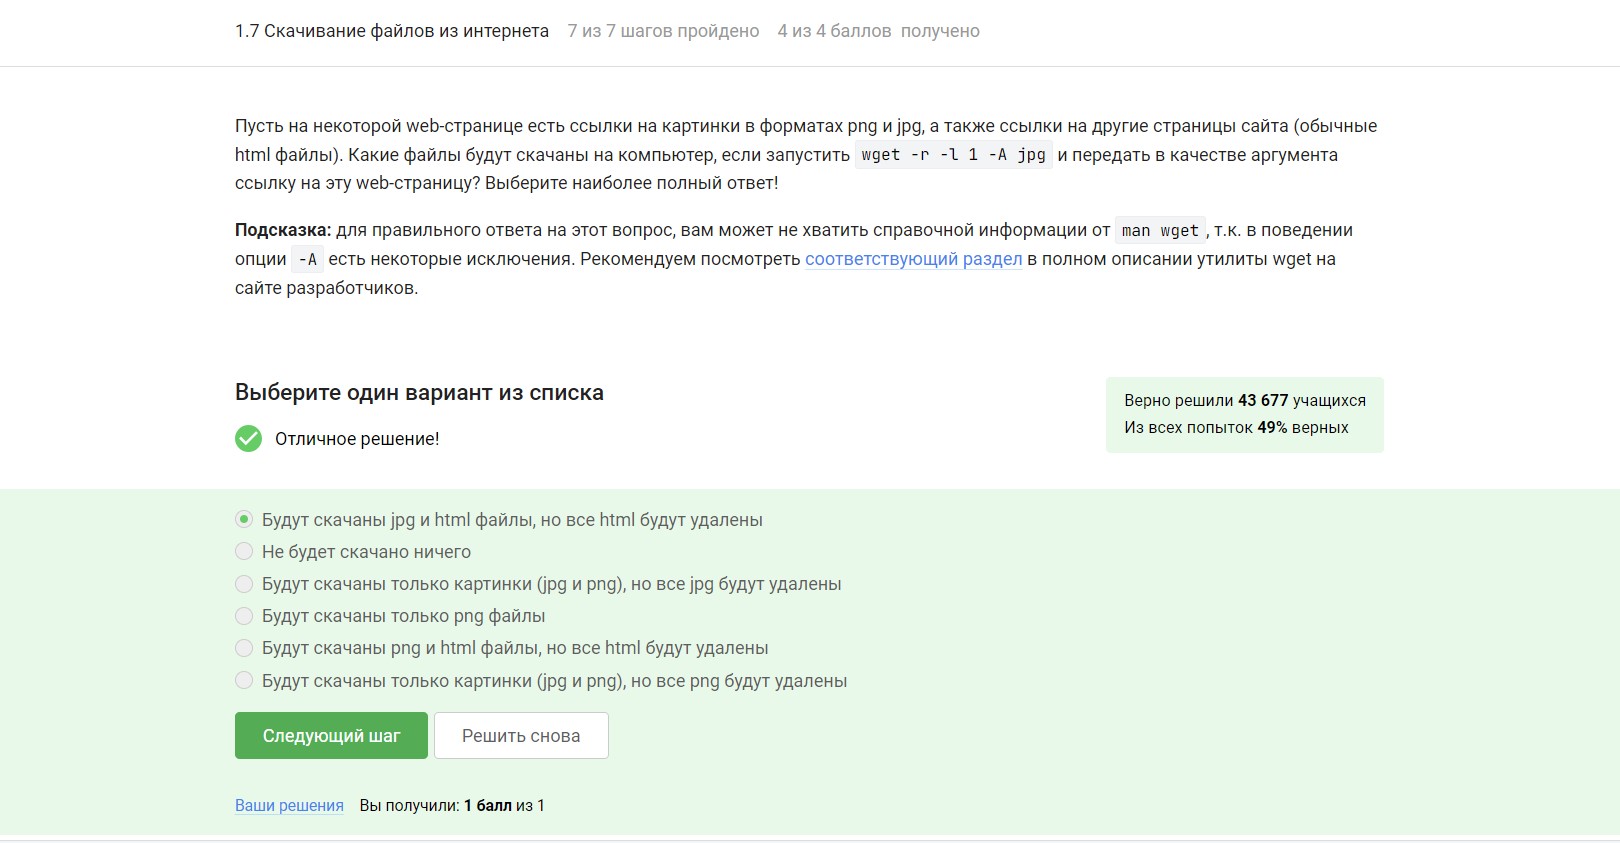 1.7 Скачивание файлов из интернета 7 из 7 шагов пройдено 4 из 4 баллов получено
Пусть на некоторой web-странице есть ссылки на картинки в форматах png и jpg, а также ссылки на другие страницы сайта (обычные
html файлы). Какие файлы будут скачаны на компьютер, если запустить wget -r -l 1 -A jpg и передать в качестве аргумента
ссылку на эту web-страницу? Выберите наиболее полный ответ!
Подсказка: для правильного ответа на этот вопрос, вам может не хватить справочной информации от man wget, т.к. в поведении
опции -A есть некоторые исключения. Рекомендуем посмотреть соответствующий раздел в полном описании утилиты wget на
сайте разработчиков.
Выберите один вариант из списка
Отличное решение!
Верно решили 43 677 учащихся
Из всех попыток 49% верных
Будут скачаны jpg и html файлы, но все html будут удалены
Не будет скачано ничего
Будут скачаны только картинки (jpg и png), но все jpg будут удалены
Будут скачаны только png файлы
Будут скачаны png и html файлы, но все html будут удалены
Будут скачаны только картинки (jpg и png), но все png будут удалены
Следующий шаг Решить снова
Ваши решения Вы получили: 1 балл из 1